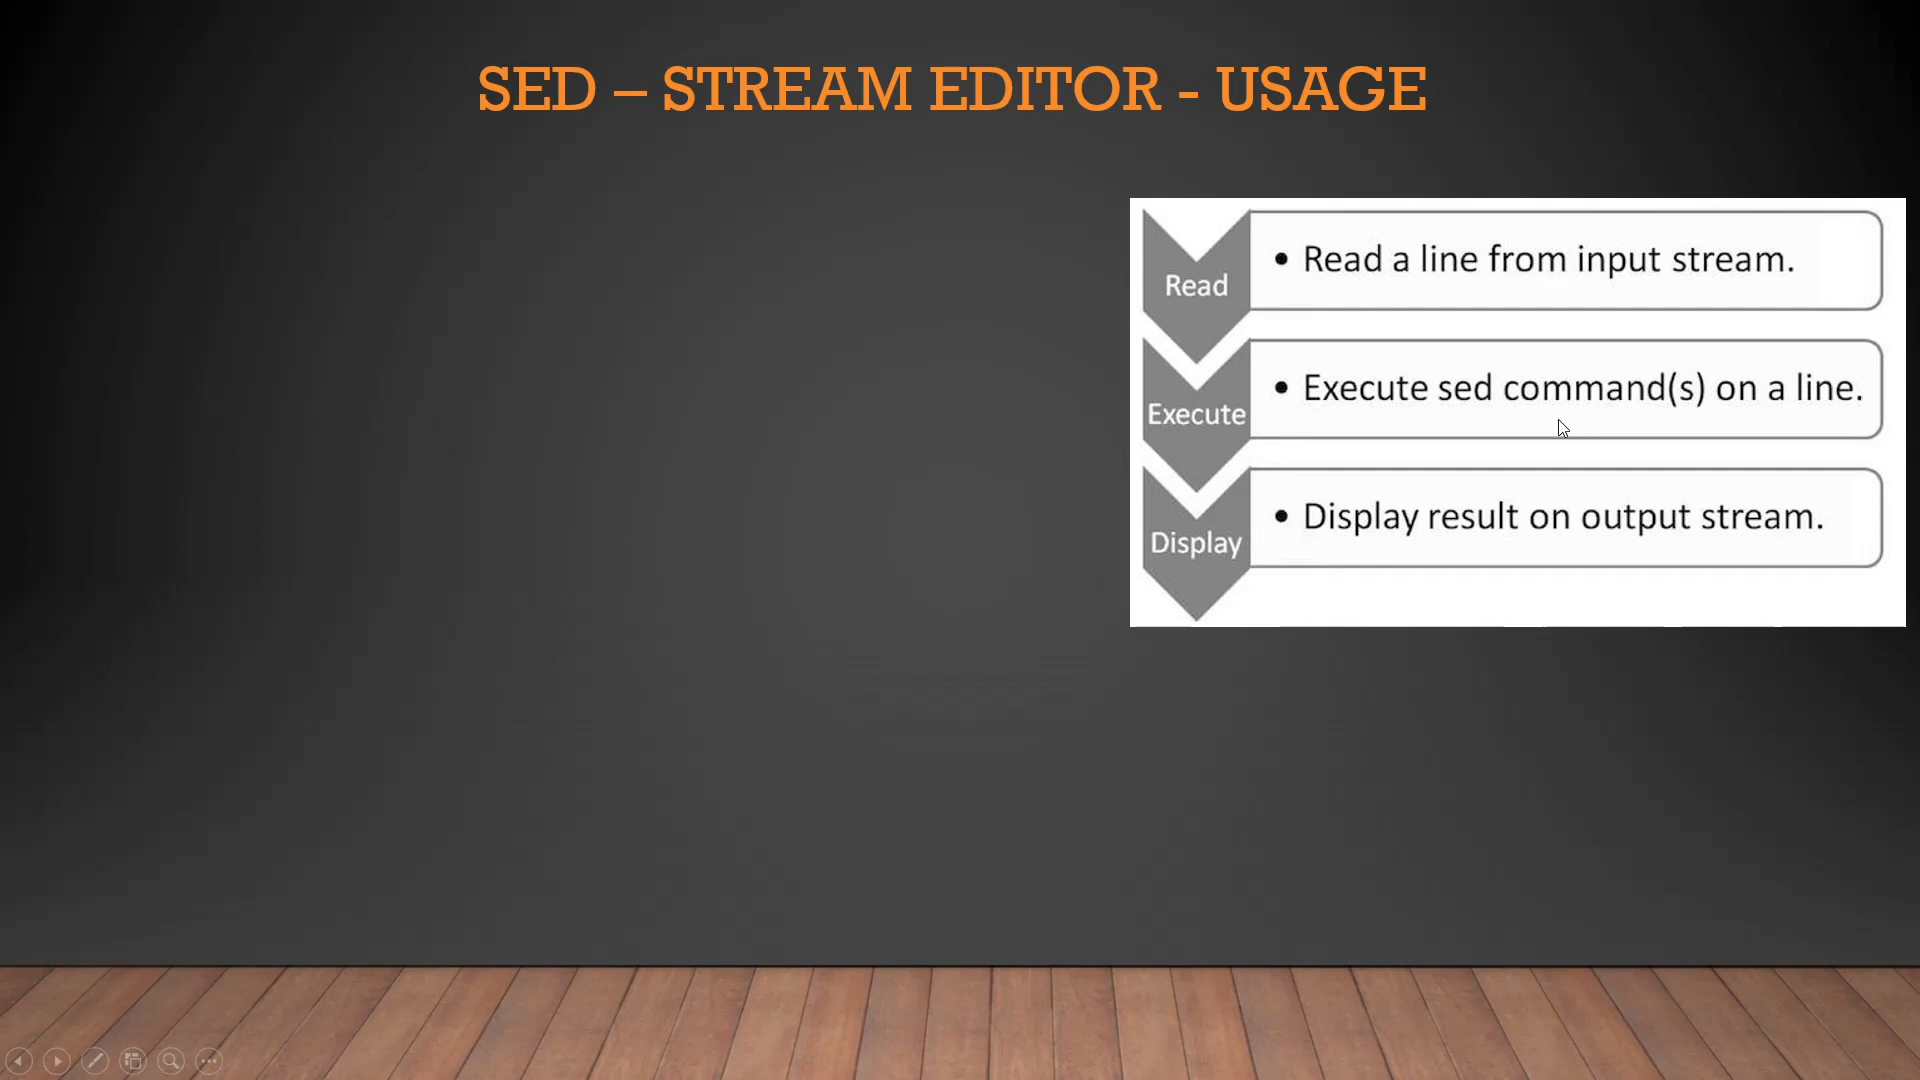 SED – STREAM EDITOR - USAGE
Read
• Read a line from input stream.
Execute
• Execute sed command(s) on a line.
Display
• Display result on output stream.